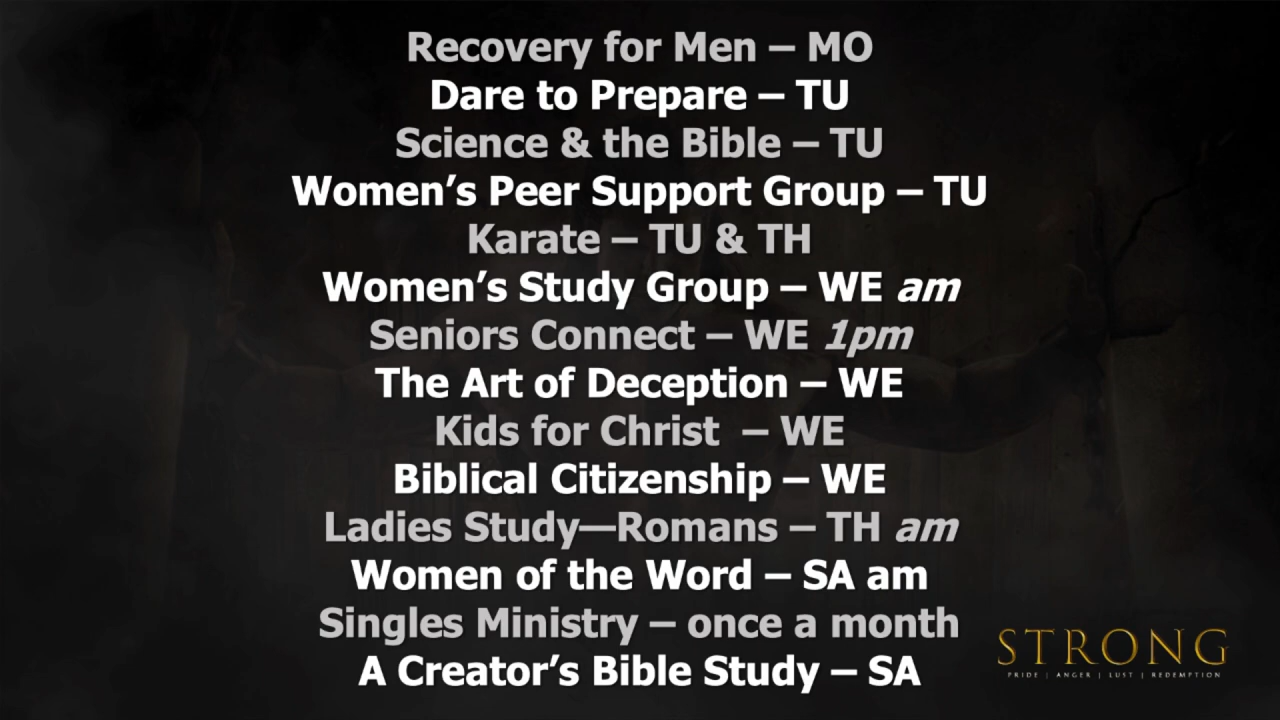 Recovery for Men – MO
Dare to Prepare – TU
Science & the Bible – TU
Women’s Peer Support Group – TU
Karate – TU & TH
Women’s Study Group – WE am
Seniors Connect – WE 1pm
The Art of Deception – WE
Kids for Christ  – WE
Biblical Citizenship – WE
Ladies Study—Romans – TH am
Women of the Word – SA am
Singles Ministry – once a month
A Creator’s Bible Study – SA
STRONG
PRIDE | ANGER | LUST | REDEMPTION